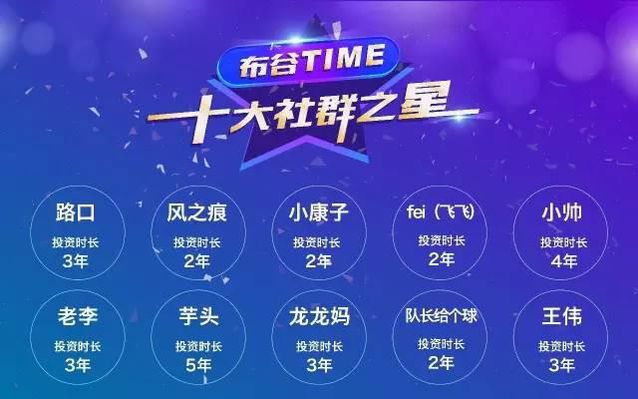 布谷TIME
十大社群之星
路口
投资时长
3年
风之痕
投资时长
2年
小康子
投资时长
2年
fei（飞飞）
投资时长
2年
小帅
投资时长
4年
老李
投资时长
3年
芋头
投资时长
5年
龙龙妈
投资时长
3年
队长给个球
投资时长
2年
王伟
投资时长
3年